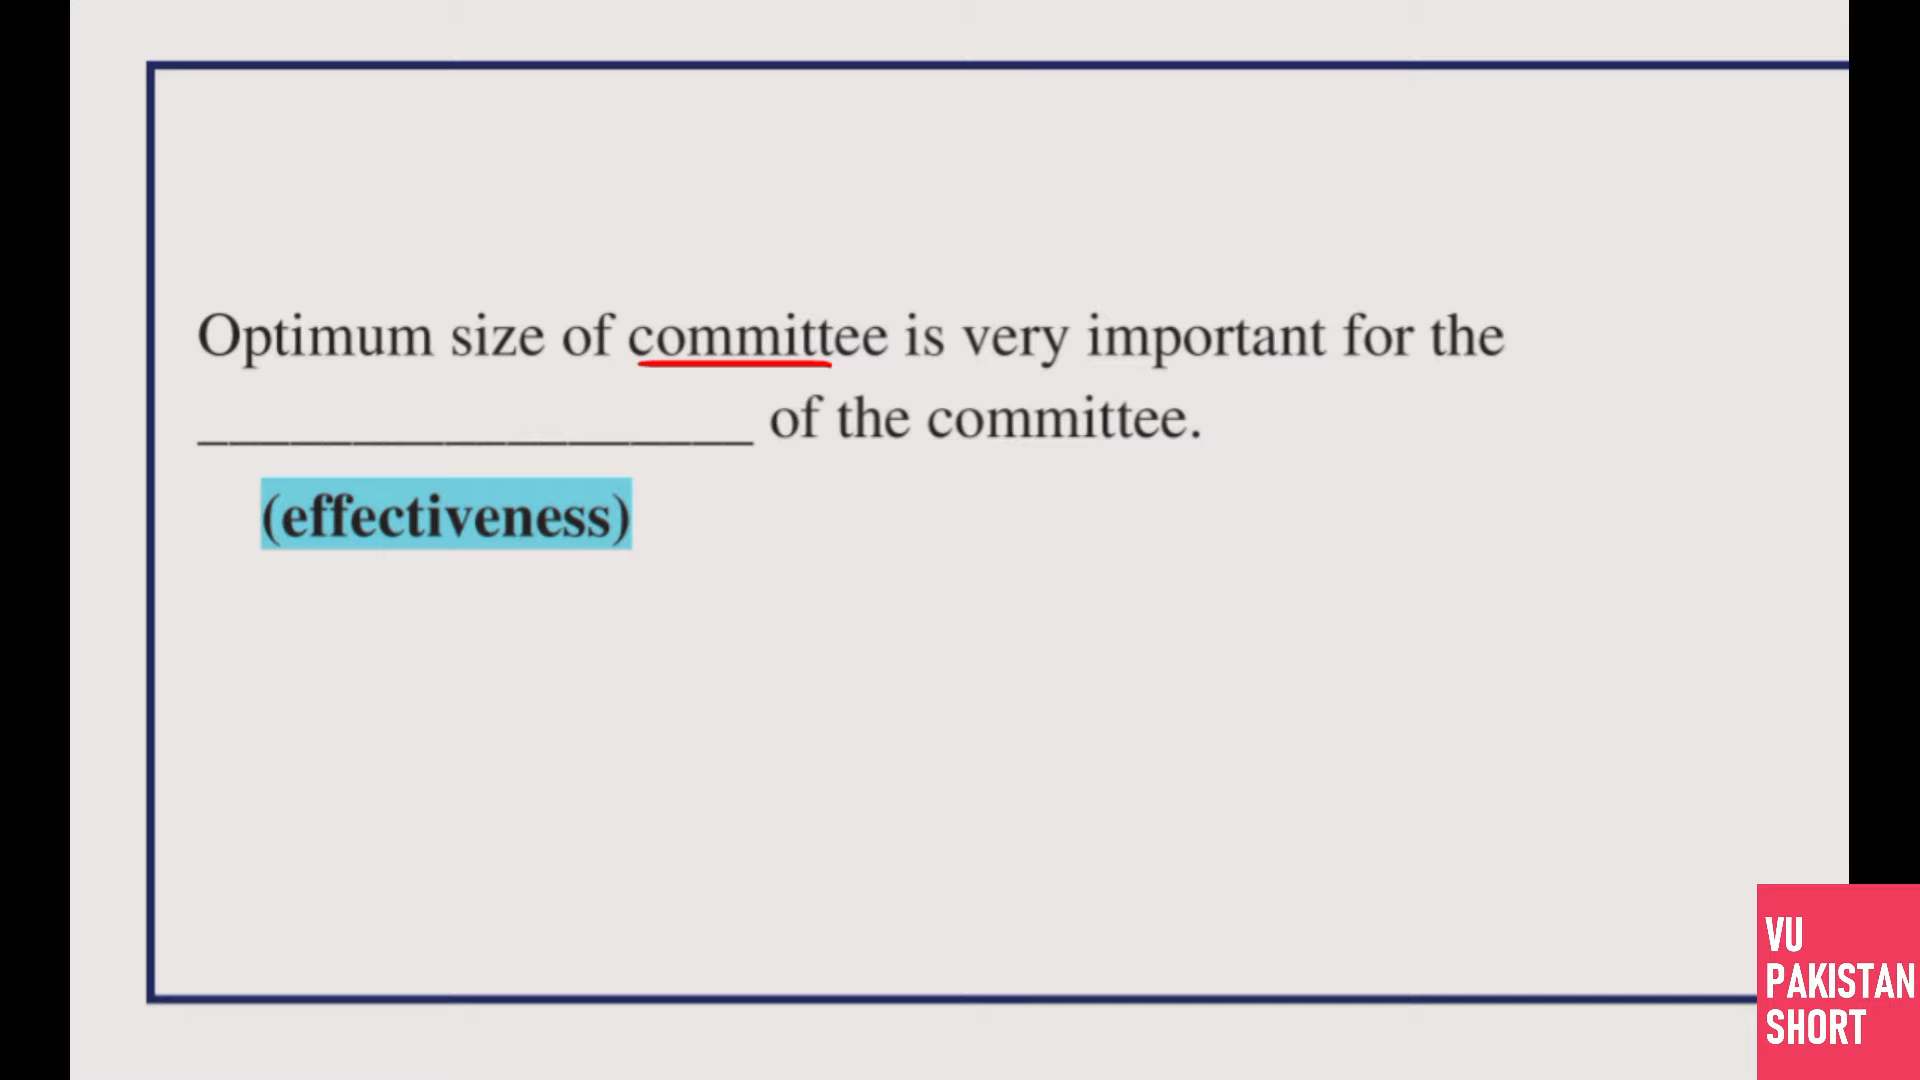 Optimum size of committee is very important for the
__________________ of the committee.
(effectiveness)
VU
PAKISTAN
SHORT